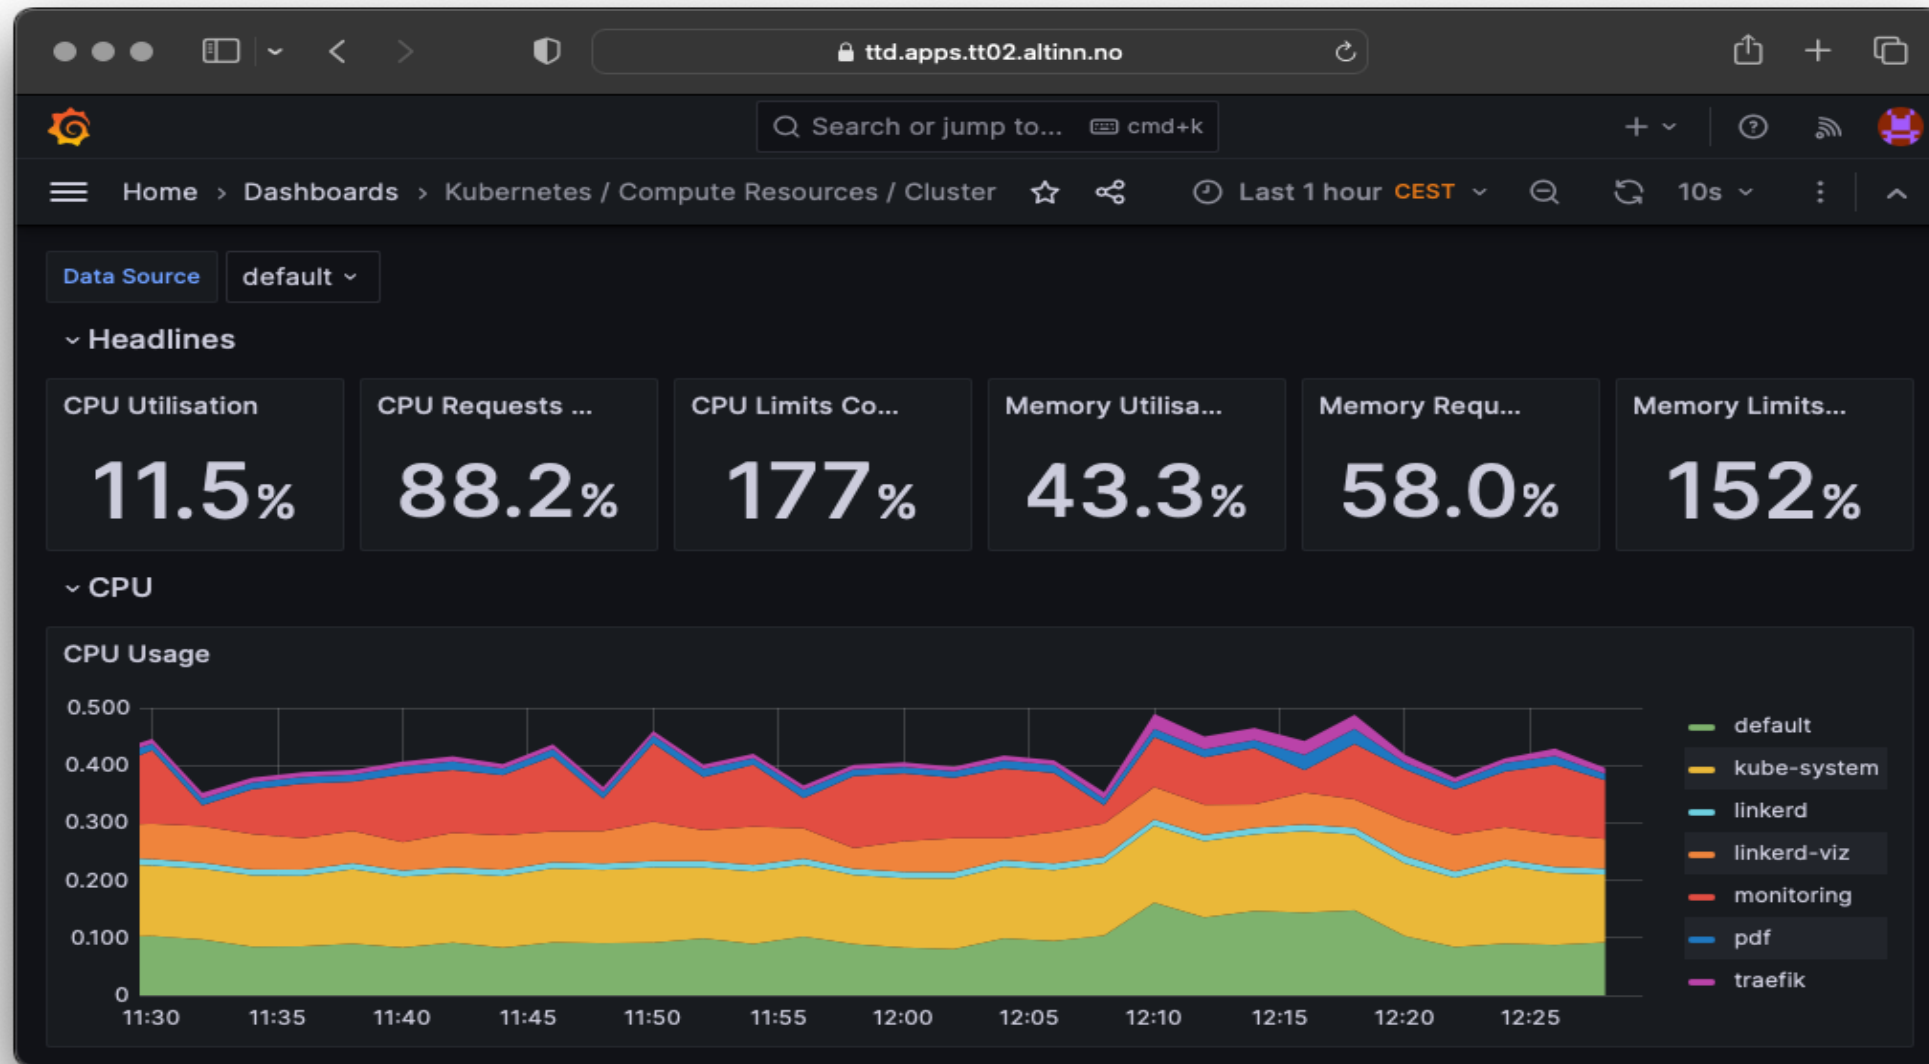 ttd.apps.tt02.altinn.no
Search or jump to... cmd+k
Home › Dashboards › Kubernetes / Compute Resources / Cluster Last 1 hour CEST 10s
Data Source default
Headlines
CPU Utilisation CPU Requests ... CPU Limits Co... Memory Utilisa... Memory Requ... Memory Limits...
11.5% 88.2% 177% 43.3% 58.0% 152%
CPU
CPU Usage
0.500
0.400
0.300
0.200
0.100
0
11:30 11:35 11:40 11:45 11:50 11:55 12:00 12:05 12:10 12:15 12:20 12:25
default
kube-system
linkerd
linkerd-viz
monitoring
pdf
traefik